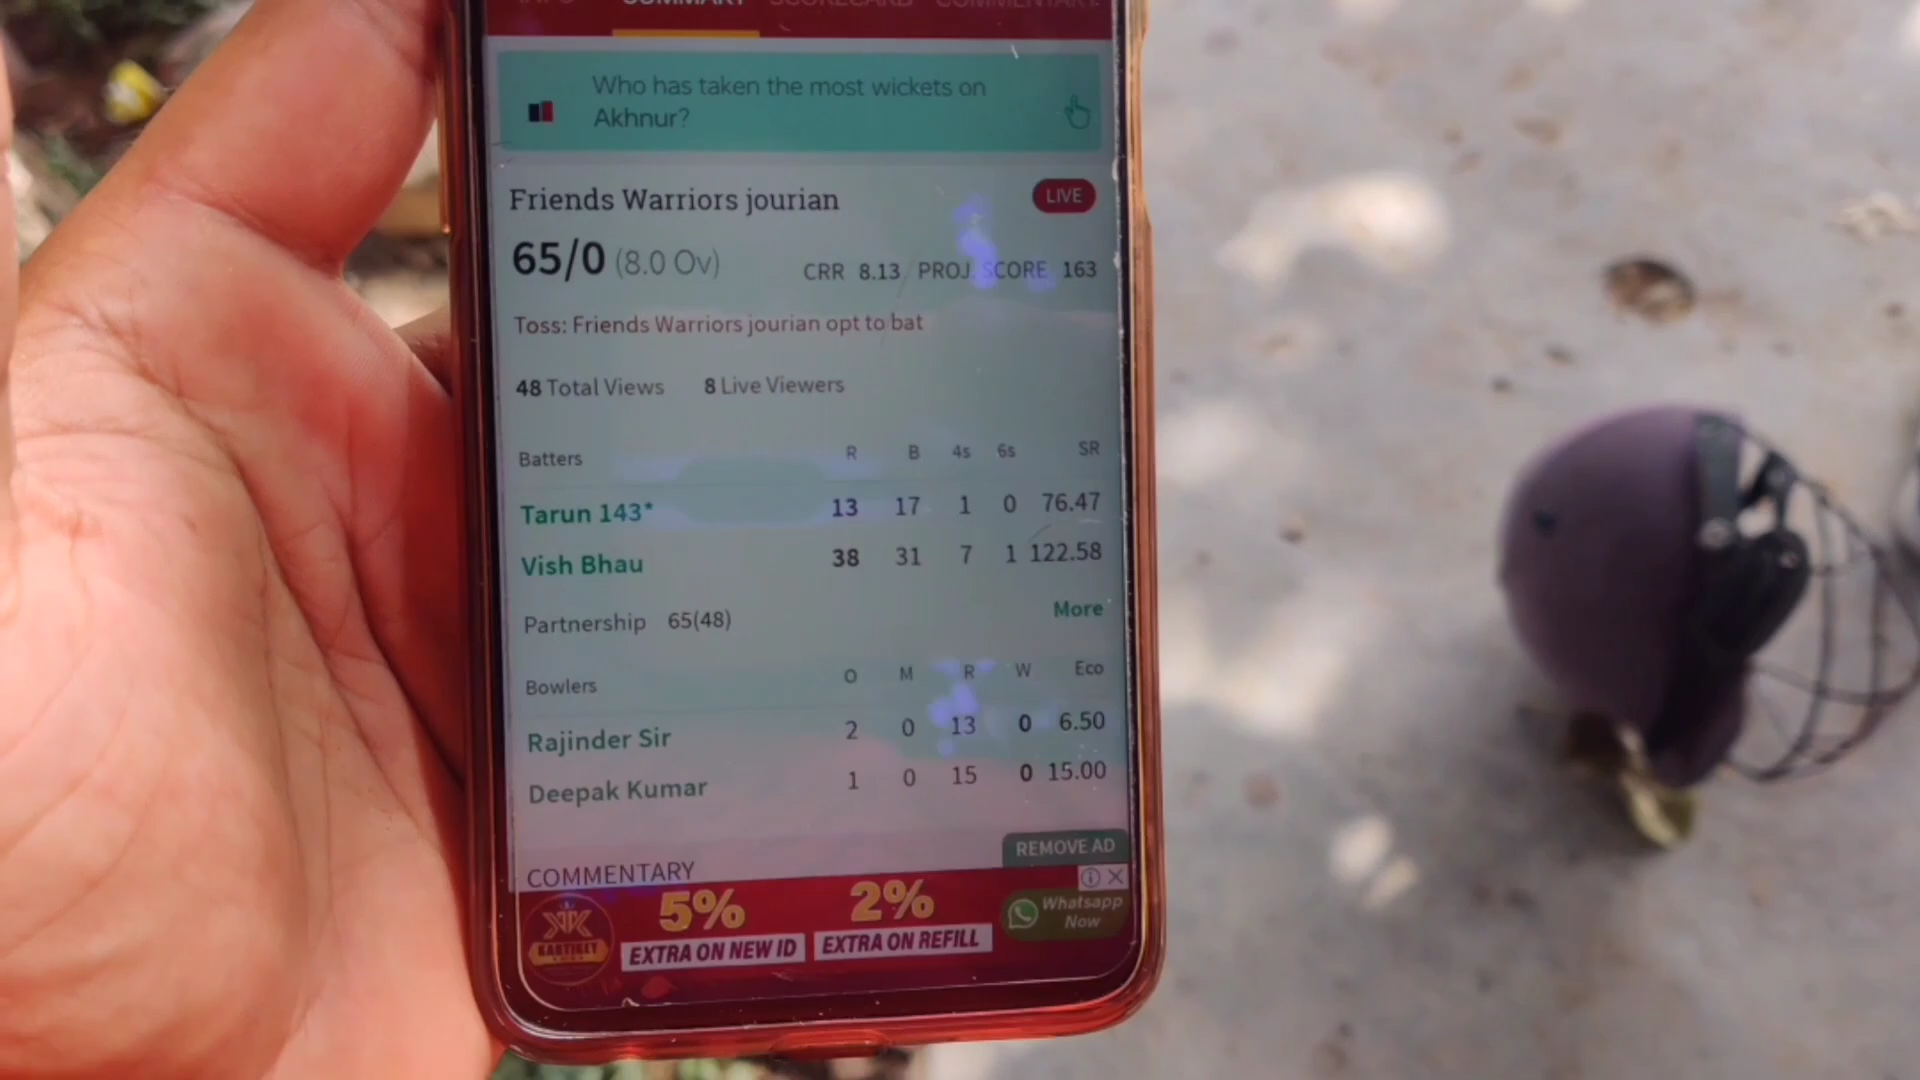 INFO SUMMARY SCORECARD COMMENTARY
Who has taken the most wickets on
Akhnur?
Friends Warriors jourian LIVE
65/0 (8.0 Ov) CRR 8.13 PROJ. SCORE 163
Toss: Friends Warriors jourian opt to bat
48 Total Views 8 Live Viewers
Batters R B 4s 6s SR
Tarun 143* 13 17 1 0 76.47
Vish Bhau 38 31 7 1 122.58
Partnership 65(48) More
Bowlers O M R W Eco
Rajinder Sir 2 0 13 0 6.50
Deepak Kumar 1 0 15 0 15.00
REMOVE AD
COMMENTARY
5% 2% Whatsapp
Now
EXTRA ON NEW ID EXTRA ON REFILL